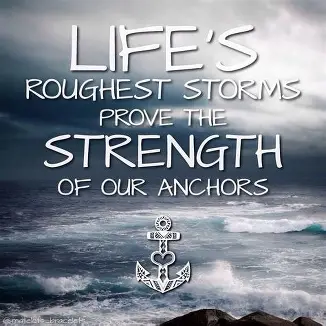 LIFE'S
ROUGHEST STORMS
PROVE THE
STRENGTH
OF OUR ANCHORS